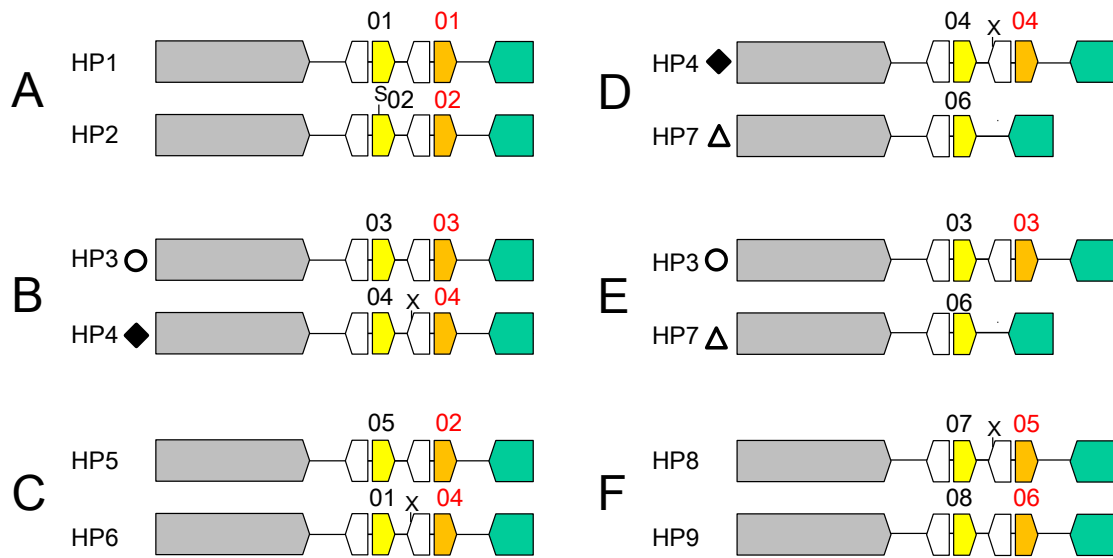 A
01 01
HP1
S 02 02
HP2
B
03 03
HP3
04 X 04
HP4
C
05 02
HP5
01 X 04
HP6
D
04 X 04
HP4
06
HP7
E
03 03
HP3
06
HP7
F
07 X 05
HP8
08 06
HP9